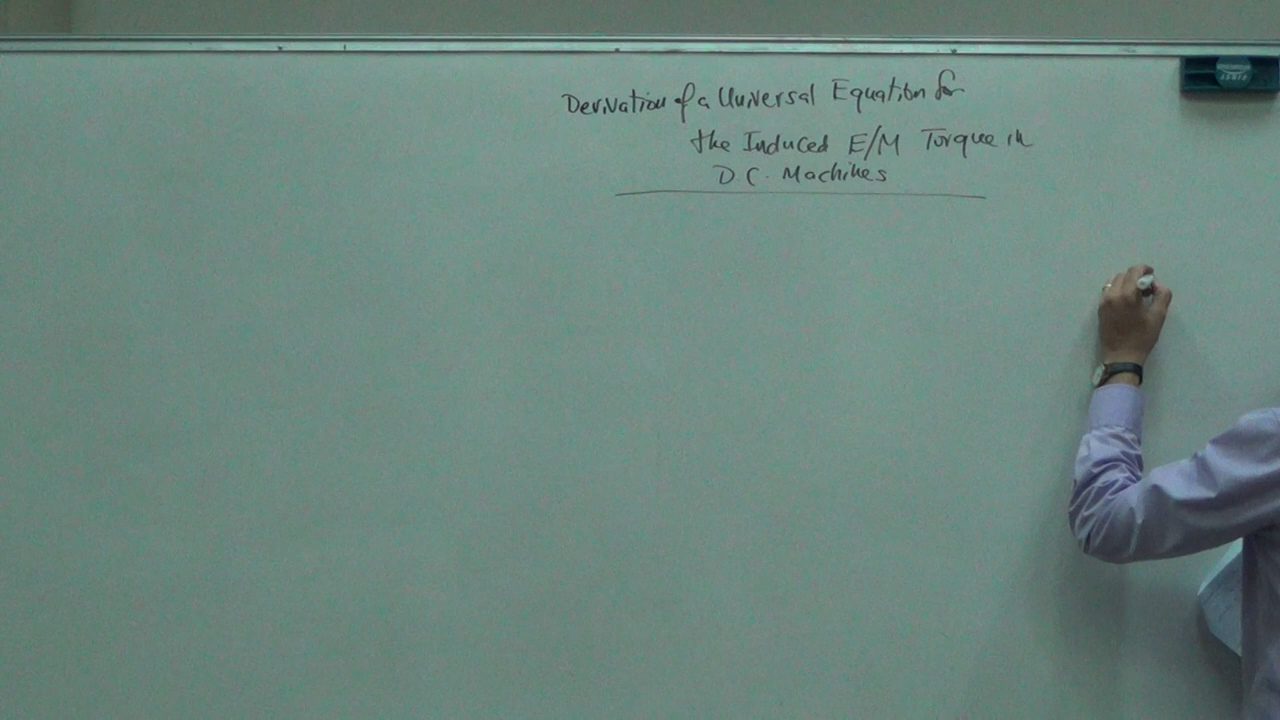 Derivation of a Universal Equation for
the Induced E/M Torque in
D C. Machines